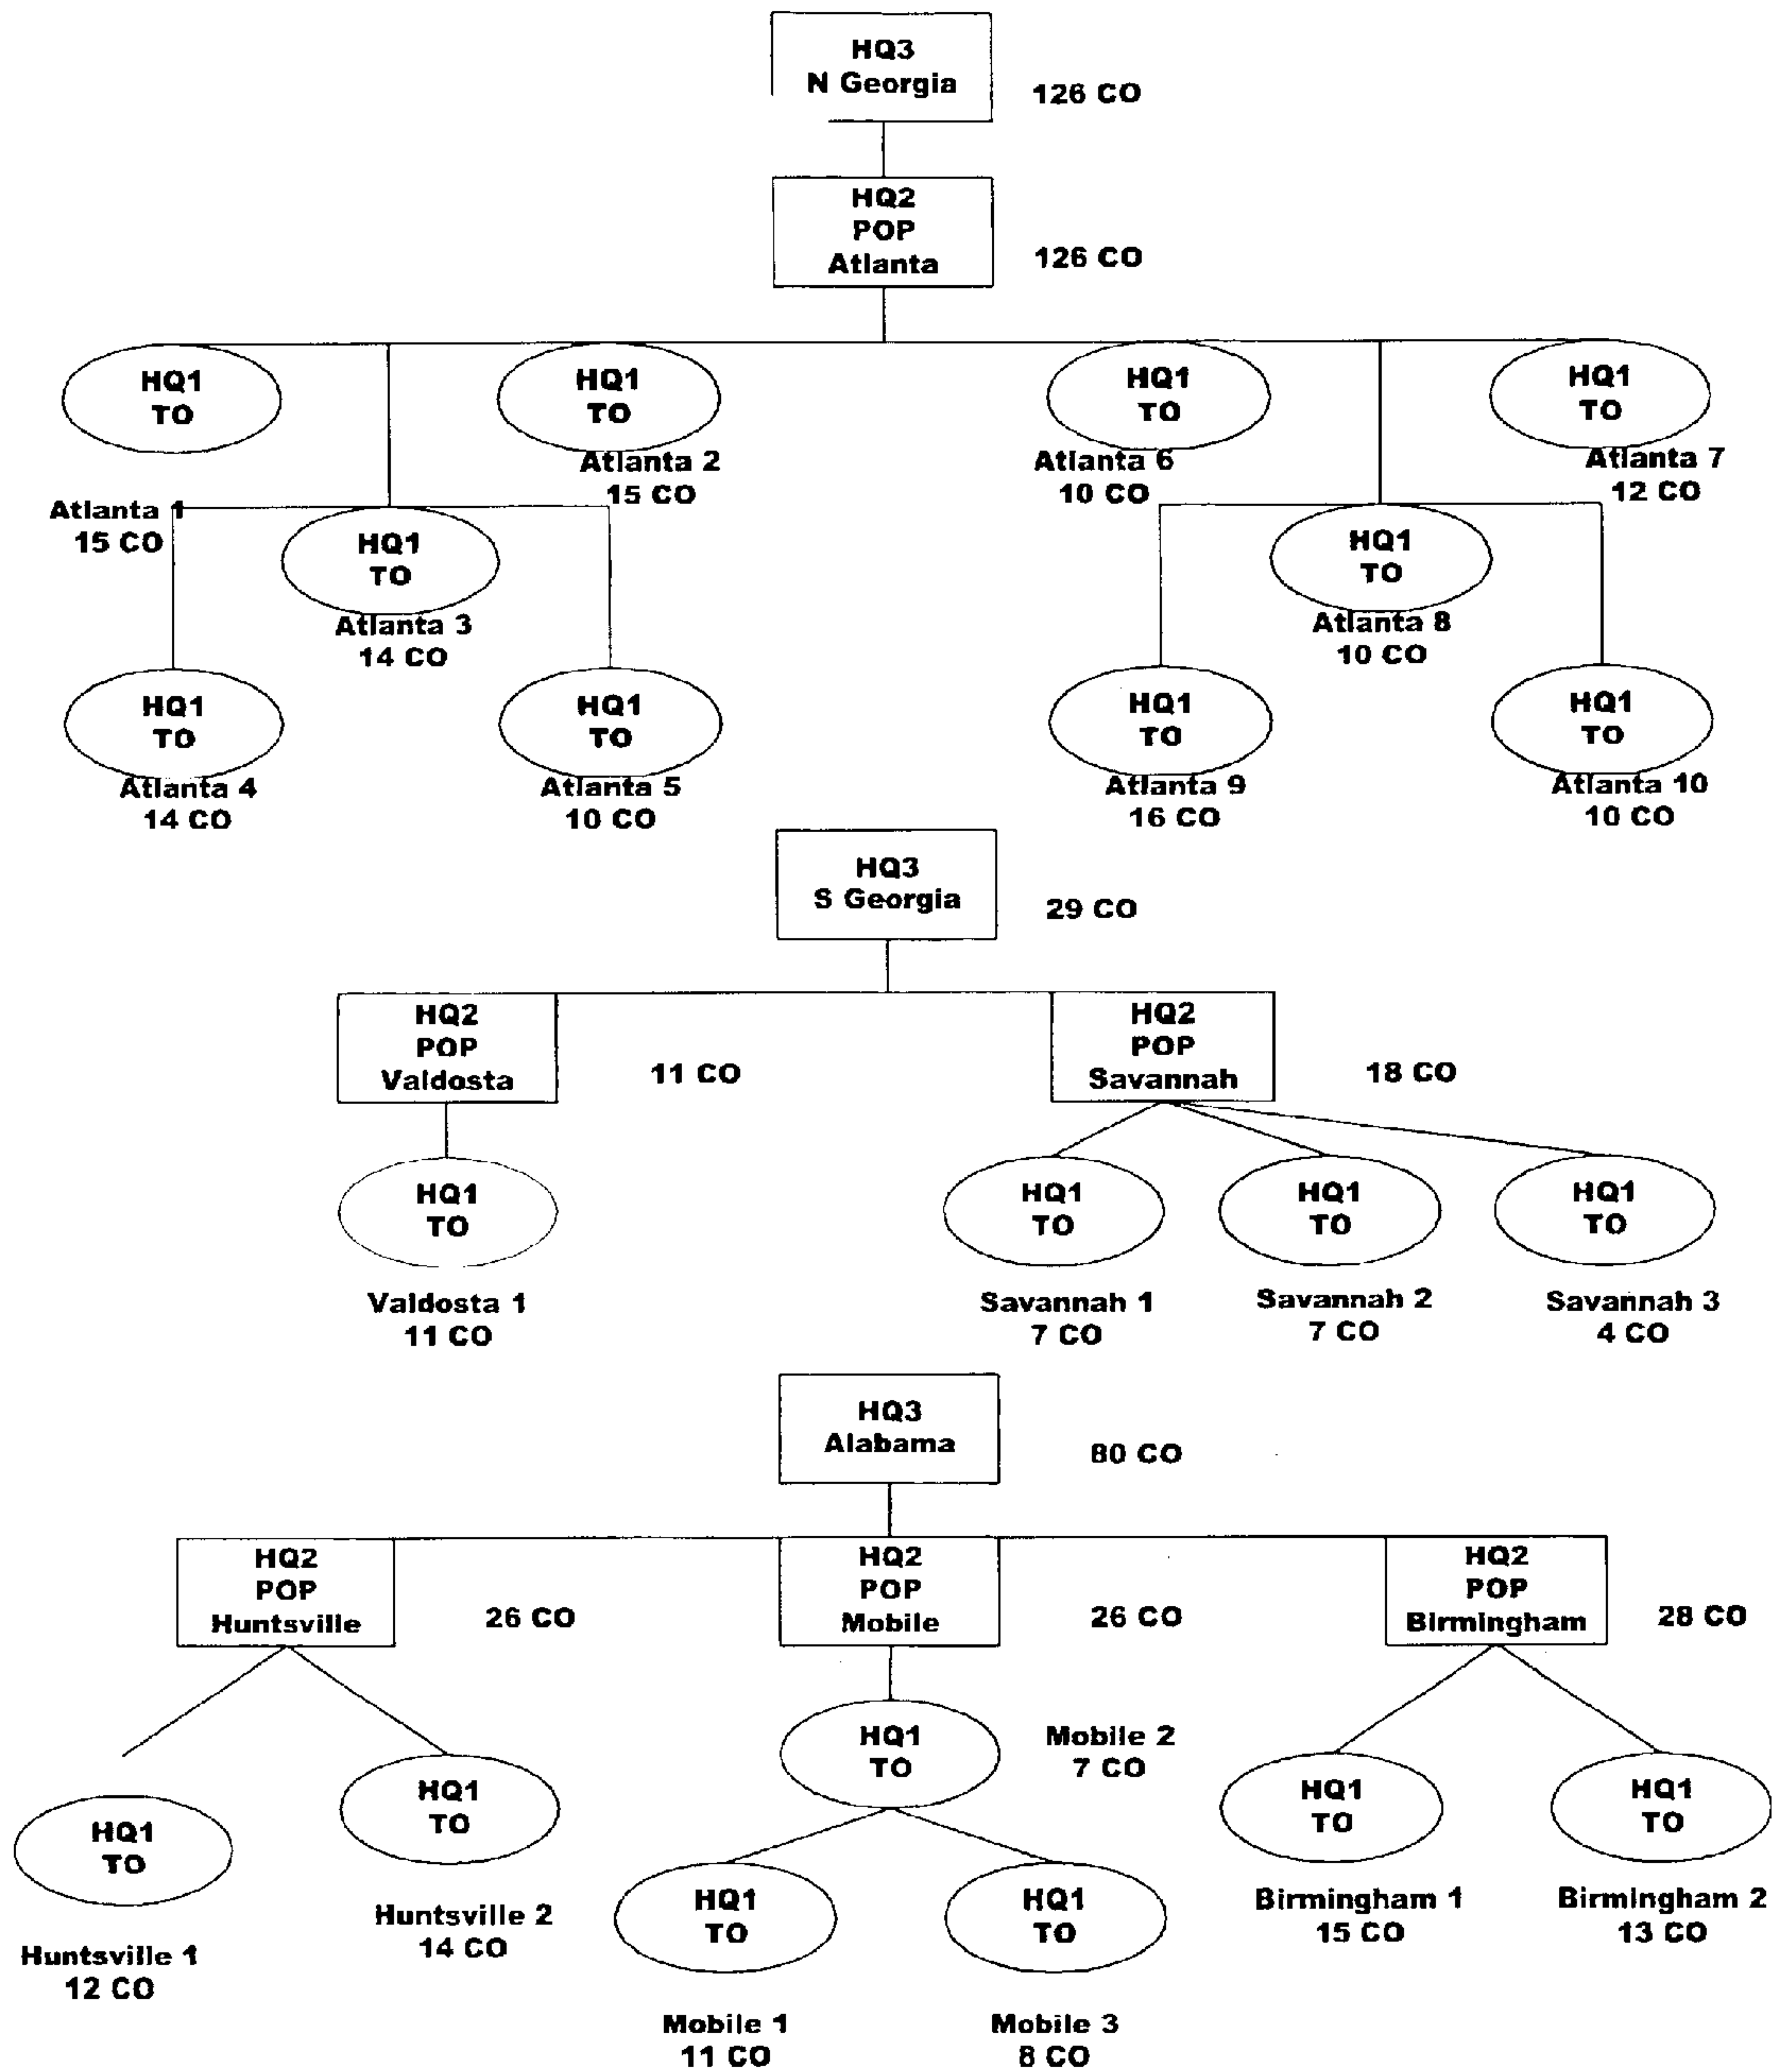 HQ3
N Georgia
126 CO
HQ2
POP
Atlanta
126 CO
HQ1
TO
Atlanta 1
15 CO
HQ1
TO
Atlanta 2
15 CO
HQ1
TO
Atlanta 6
10 CO
HQ1
TO
Atlanta 7
12 CO
HQ1
TO
Atlanta 3
14 CO
HQ1
TO
Atlanta 8
10 CO
HQ1
TO
Atlanta 4
14 CO
HQ1
TO
Atlanta 5
10 CO
HQ1
TO
Atlanta 9
16 CO
HQ1
TO
Atlanta 10
10 CO
HQ3
S Georgia
29 CO
HQ2
POP
Valdosta
11 CO
HQ2
POP
Savannah
18 CO
HQ1
TO
Valdosta 1
11 CO
HQ1
TO
Savannah 1
7 CO
HQ1
TO
Savannah 2
7 CO
HQ1
TO
Savannah 3
4 CO
HQ3
Alabama
80 CO
HQ2
POP
Huntsville
26 CO
HQ2
POP
Mobile
26 CO
HQ2
POP
Birmingham
28 CO
HQ1
TO
Huntsville 1
12 CO
HQ1
TO
Huntsville 2
14 CO
HQ1
TO
Mobile 2
7 CO
HQ1
TO
Mobile 1
11 CO
HQ1
TO
Mobile 3
8 CO
HQ1
TO
Birmingham 1
15 CO
HQ1
TO
Birmingham 2
13 CO